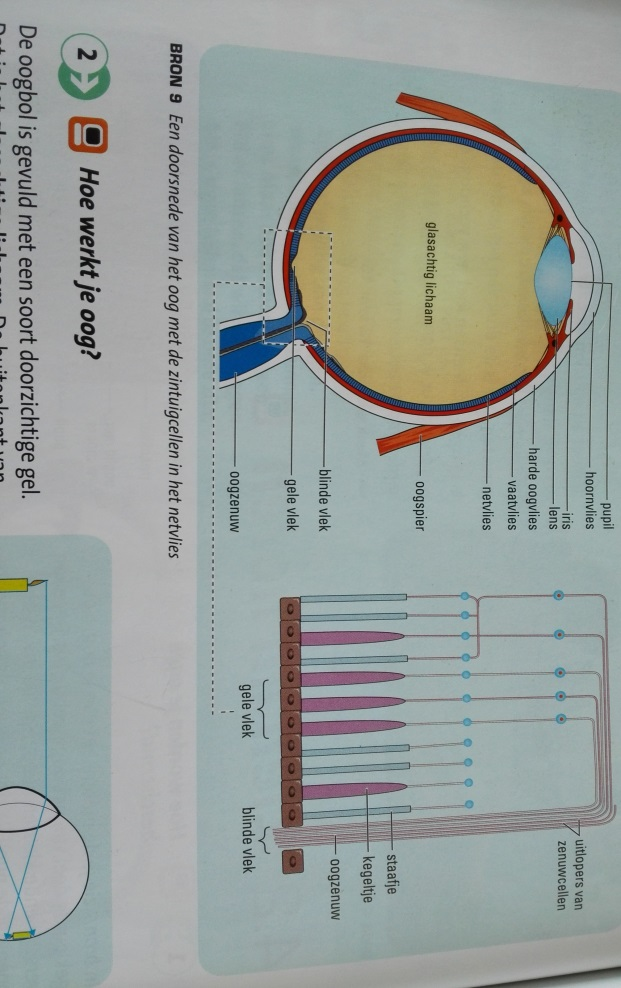 pupil
hoornvlies
iris
lens
harde oogvlies
vaatvlies
netvlies
oogspier
glasachtig lichaam
blinde vlek
gele vlek
oogzenuw
uitlopers van
zenuwcellen
staafje
kegeltje
oogzenuw
gele vlek
blinde vlek
BRON 9 Een doorsnede van het oog met de zintuigcellen in het netvlies
2 Hoe werkt je oog?
De oogbol is gevuld met een soort doorzichtige gel.